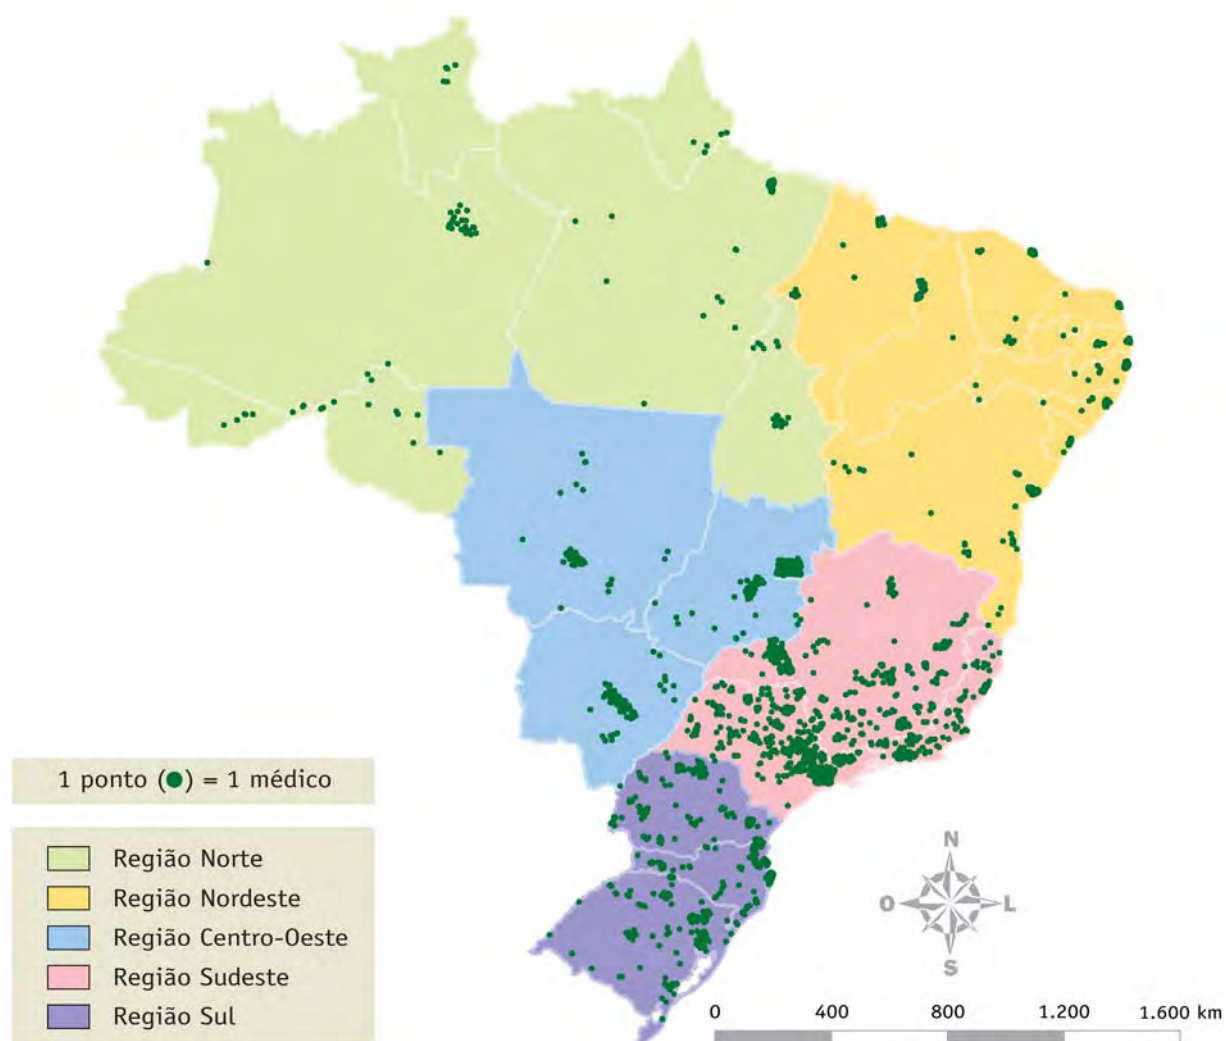 1 ponto (●) = 1 médico
Região Norte
Região Nordeste
Região Centro-Oeste
Região Sudeste
Região Sul
N
O
L
S
0 400 800 1.200 1.600 km